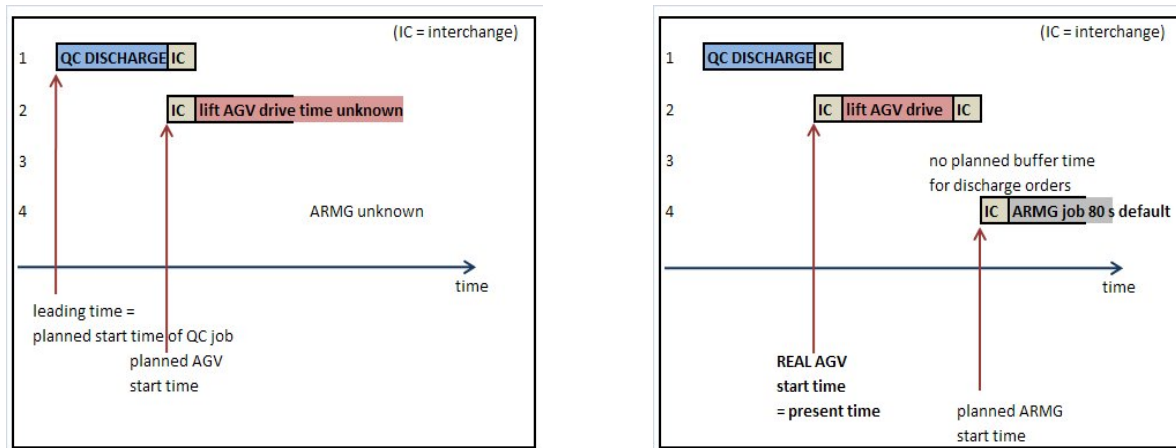 (IC = interchange)
1 QC DISCHARGE IC
2 IC lift AGV drive time unknown
3
4 ARMG unknown
time
leading time =
planned start time of QC job
planned AGV
start time
(IC = interchange)
1 QC DISCHARGE IC
2 IC lift AGV drive IC
no planned buffer time
3
for discharge orders
4 IC ARMG job 80 s default
time
REAL AGV
start time
= present time
planned ARMG
start time